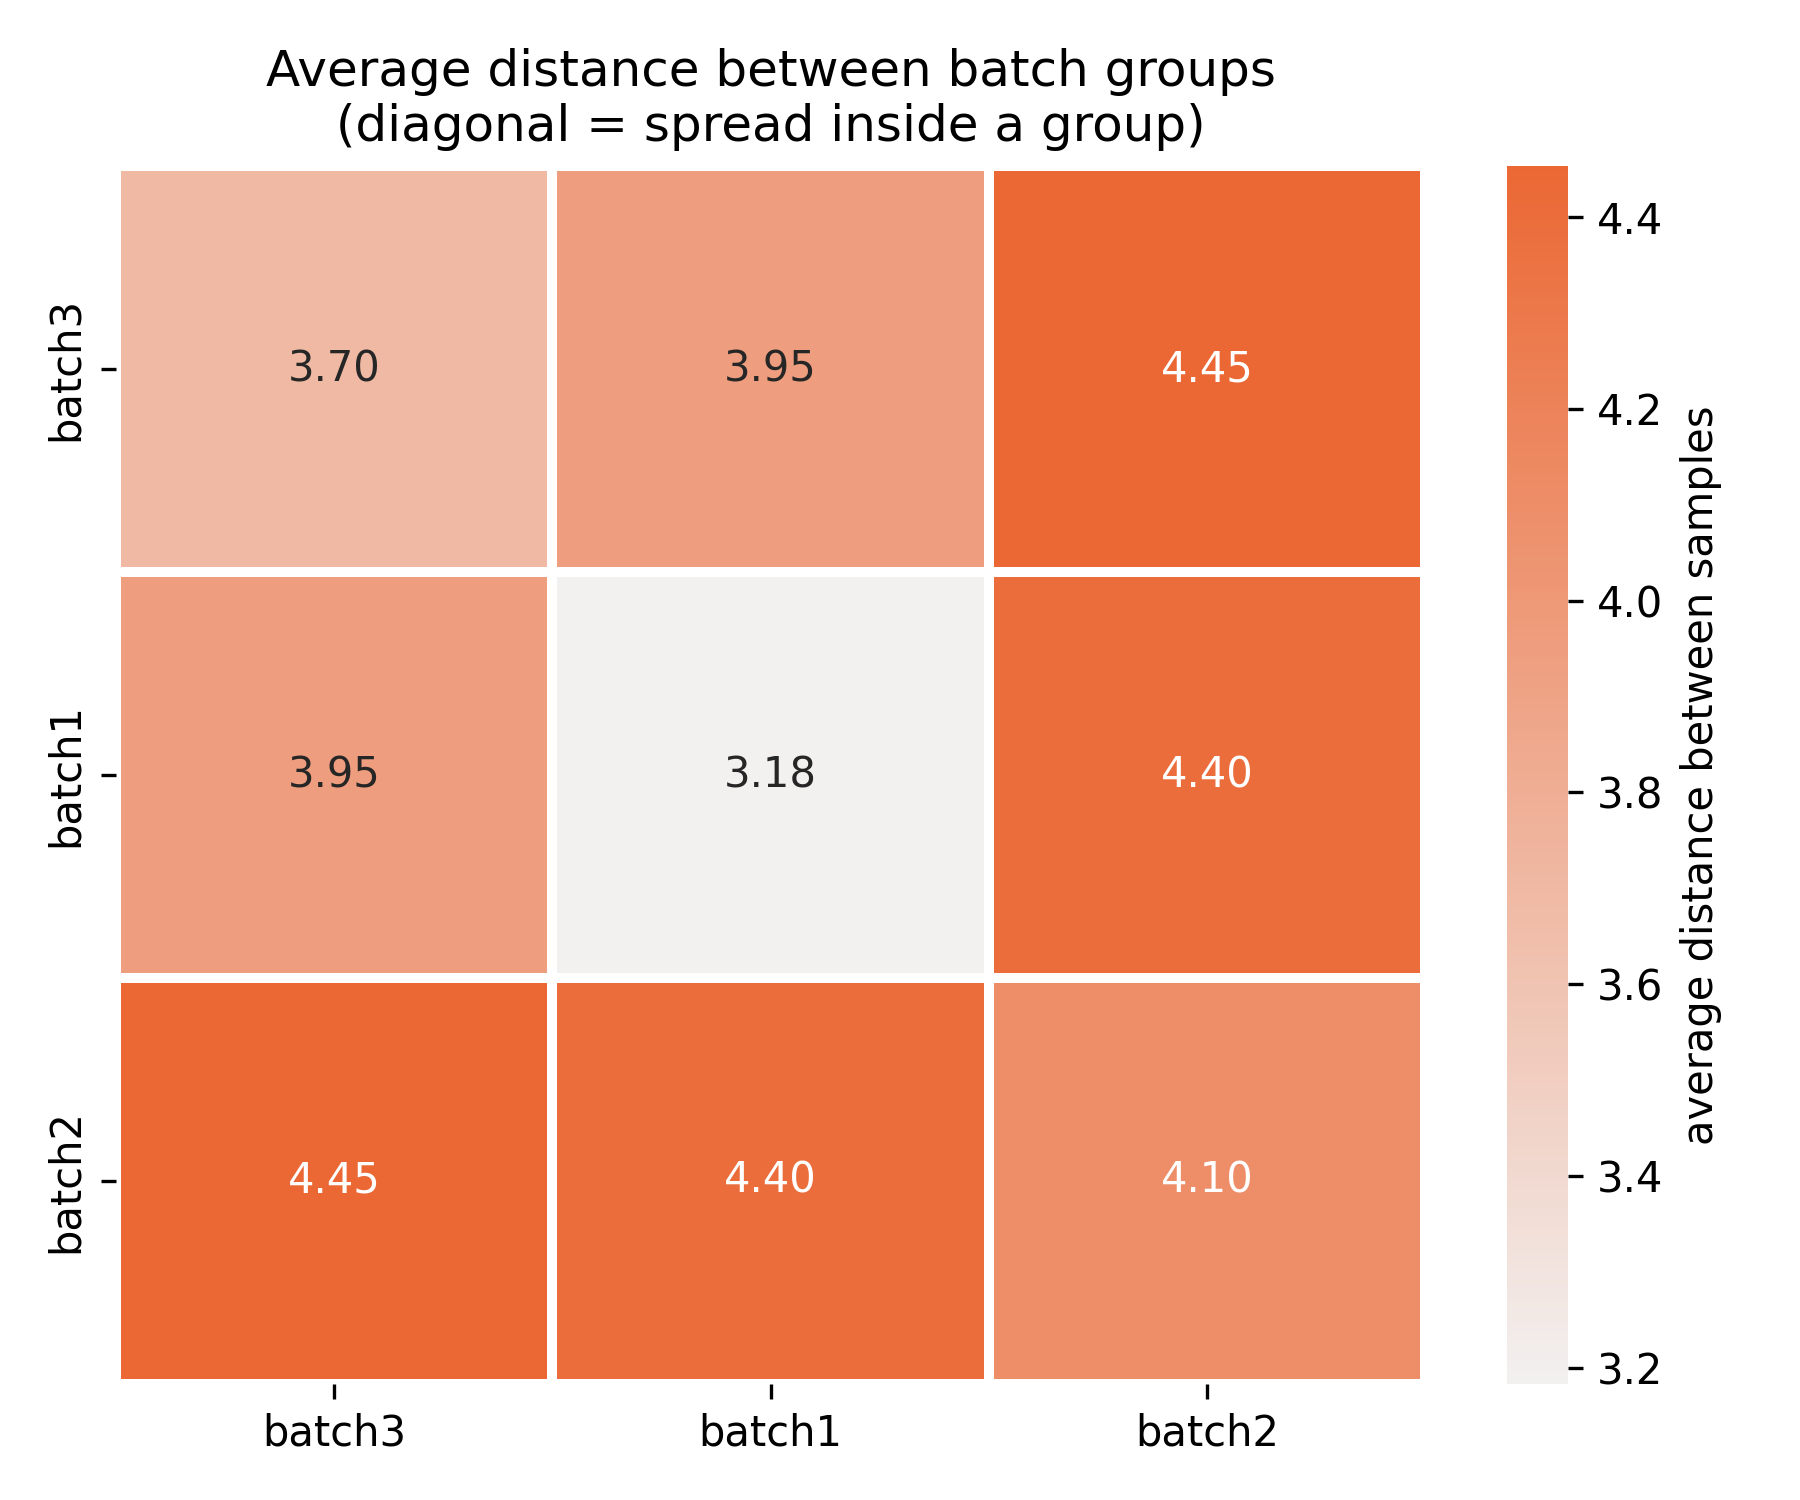 Average distance between batch groups
(diagonal = spread inside a group)
batch3
3.70
3.95
4.45
batch1
3.95
3.18
4.40
batch2
4.45
4.40
4.10
batch3
batch1
batch2
4.4
4.2
4.0
3.8
3.6
3.4
3.2
average distance between samples